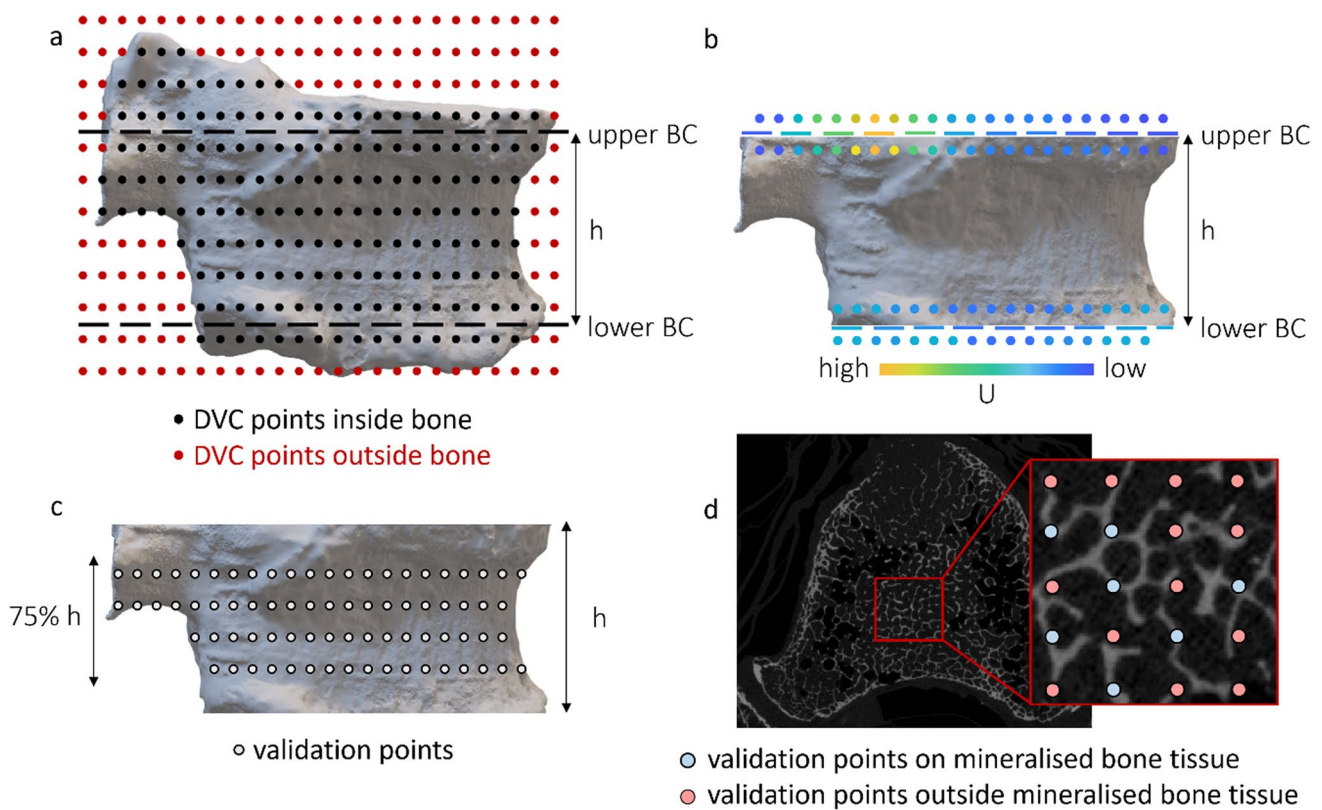 a
upper BC
h
lower BC
DVC points inside bone
DVC points outside bone
b
upper BC
h
lower BC
high low
U
c
75% h
h
validation points
d
validation points on mineralised bone tissue
validation points outside mineralised bone tissue